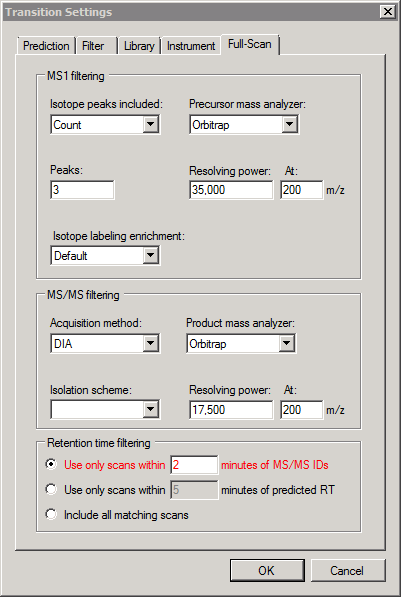 Transition Settings
Prediction Filter Library Instrument Full-Scan
MS1 filtering
Isotope peaks included: Precursor mass analyzer:
Count Orbitrap
Peaks: Resolving power: At:
3 35,000 200 m/z
Isotope labeling enrichment:
Default
MS/MS filtering
Acquisition method: Product mass analyzer:
DIA Orbitrap
Isolation scheme: Resolving power: At:
17,500 200 m/z
Retention time filtering
Use only scans within 2 minutes of MS/MS IDs
Use only scans within 5 minutes of predicted RT
Include all matching scans
OK Cancel